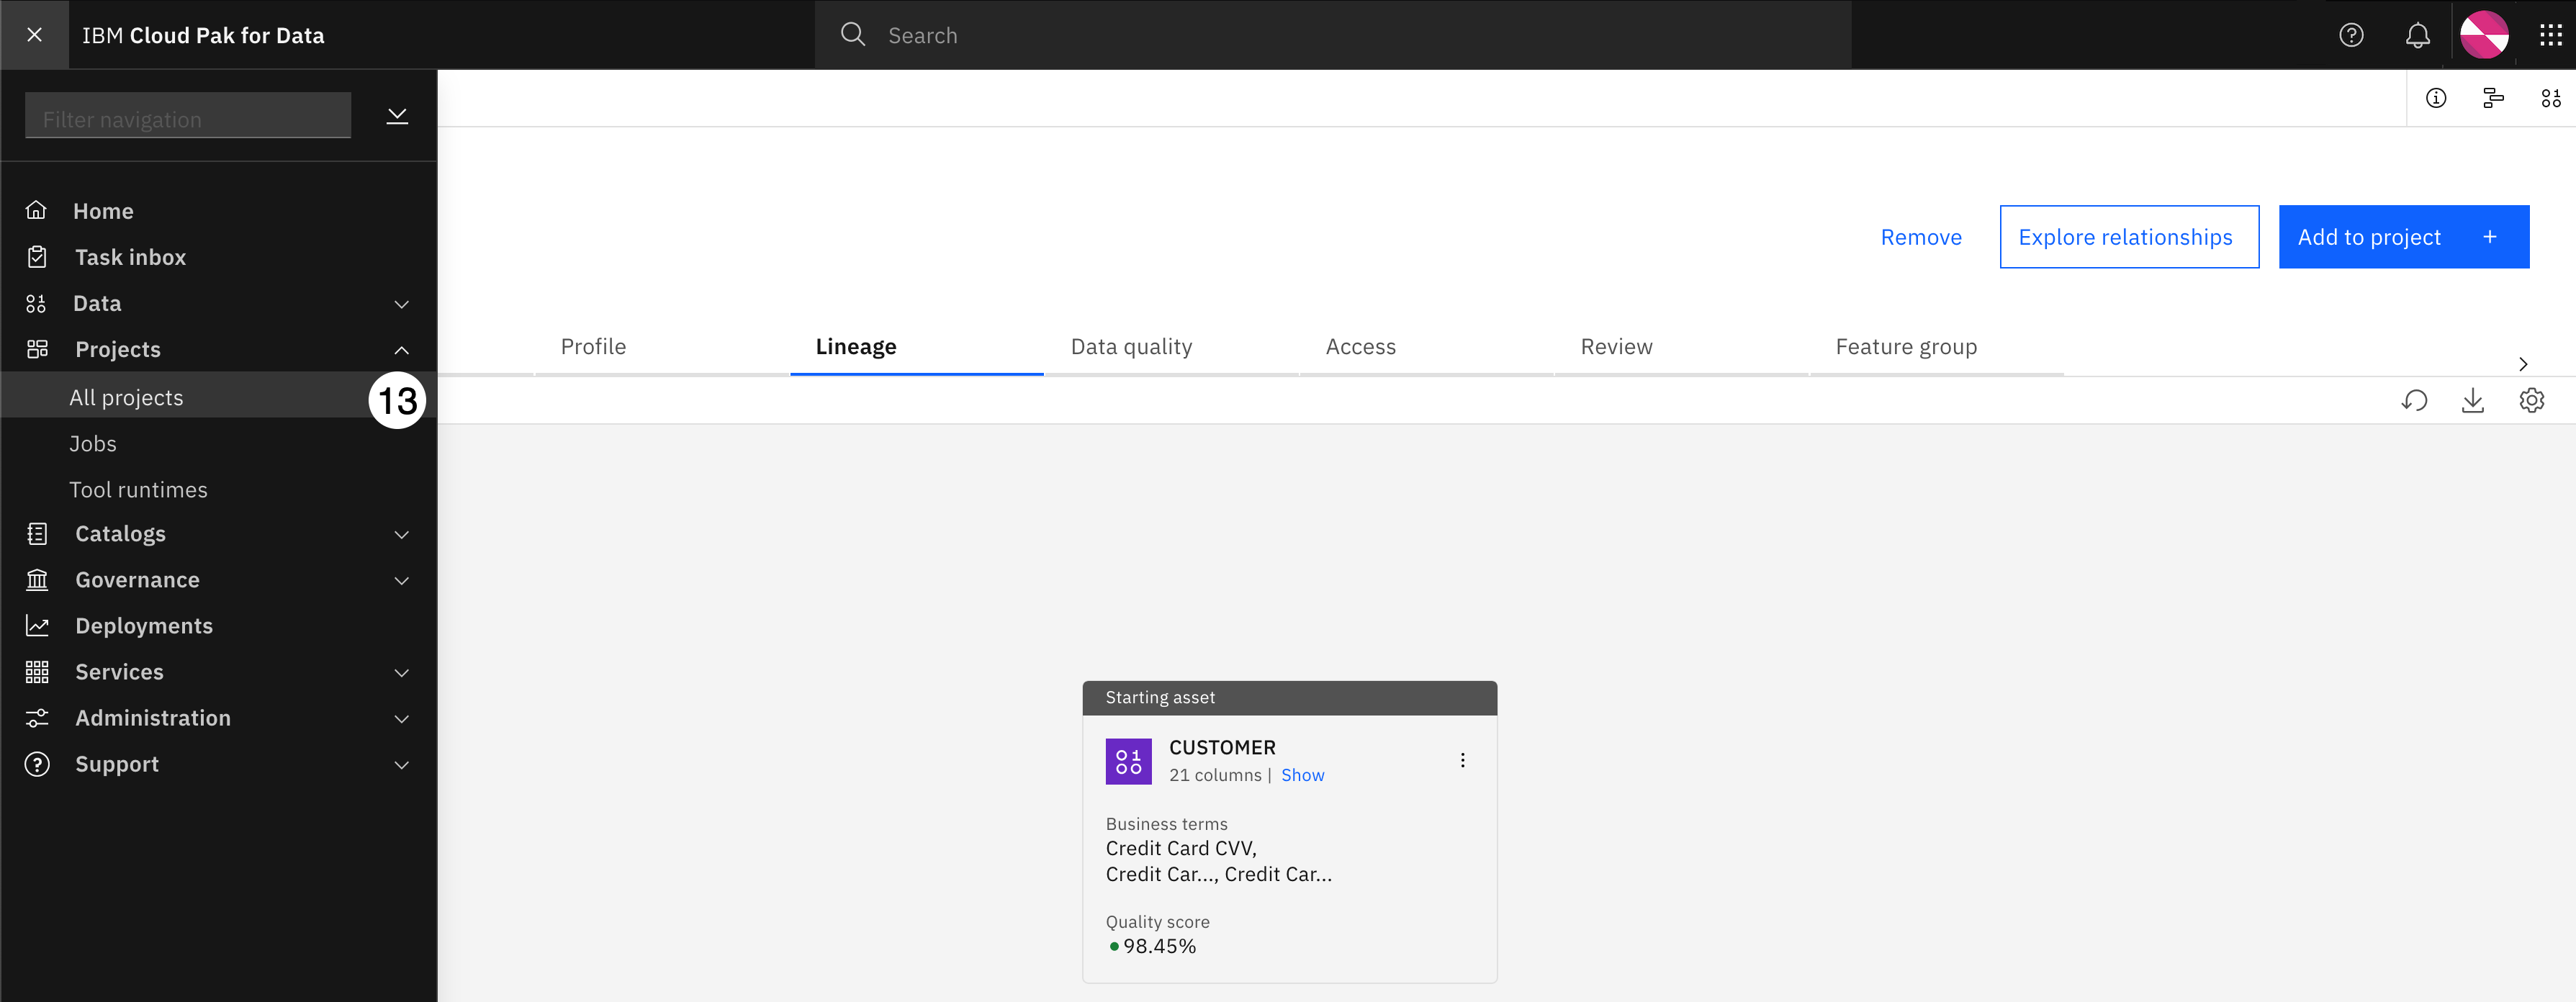 IBM Cloud Pak for Data
Search
Filter navigation
Home
Task inbox
Data
Projects
All projects
13
Jobs
Tool runtimes
Catalogs
Governance
Deployments
Services
Administration
Support
Remove
Explore relationships
Add to project +
Profile
Lineage
Data quality
Access
Review
Feature group
Starting asset
CUSTOMER
21 columns | Show
Business terms
Credit Card CVV,
Credit Car..., Credit Car...
Quality score
98.45%